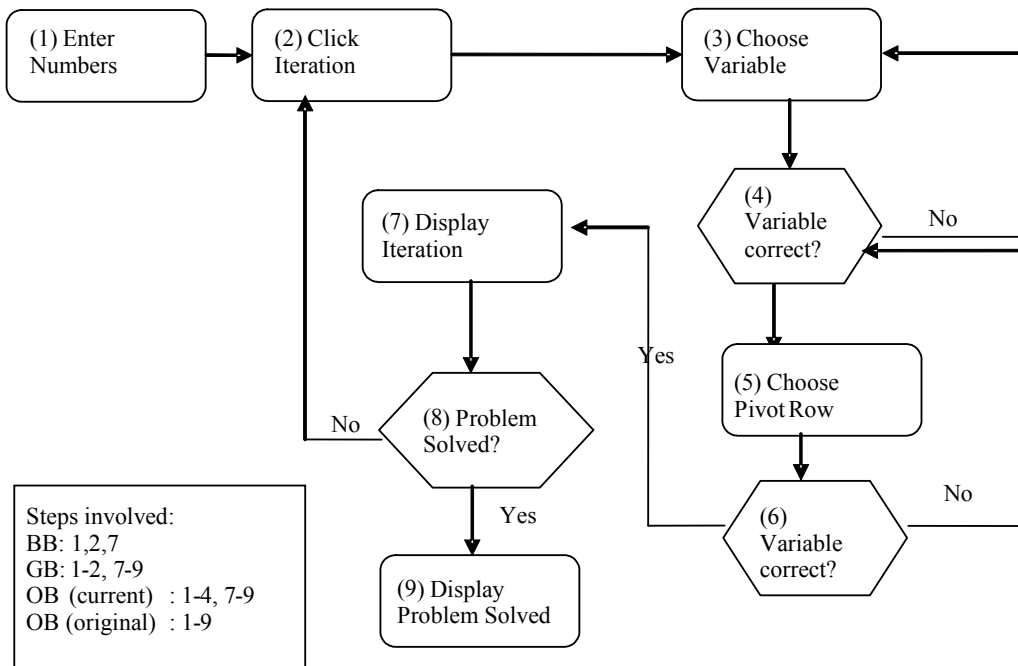 (1) Enter
Numbers
(2) Click
Iteration
(3) Choose
Variable
(4)
Variable
correct?
No
(5) Choose
Pivot Row
(6)
Variable
correct?
No
Yes
(7) Display
Iteration
(8) Problem
Solved?
No
Yes
(9) Display
Problem Solved
Steps involved:
BB: 1,2,7
GB: 1-2, 7-9
OB (current) : 1-4, 7-9
OB (original) : 1-9